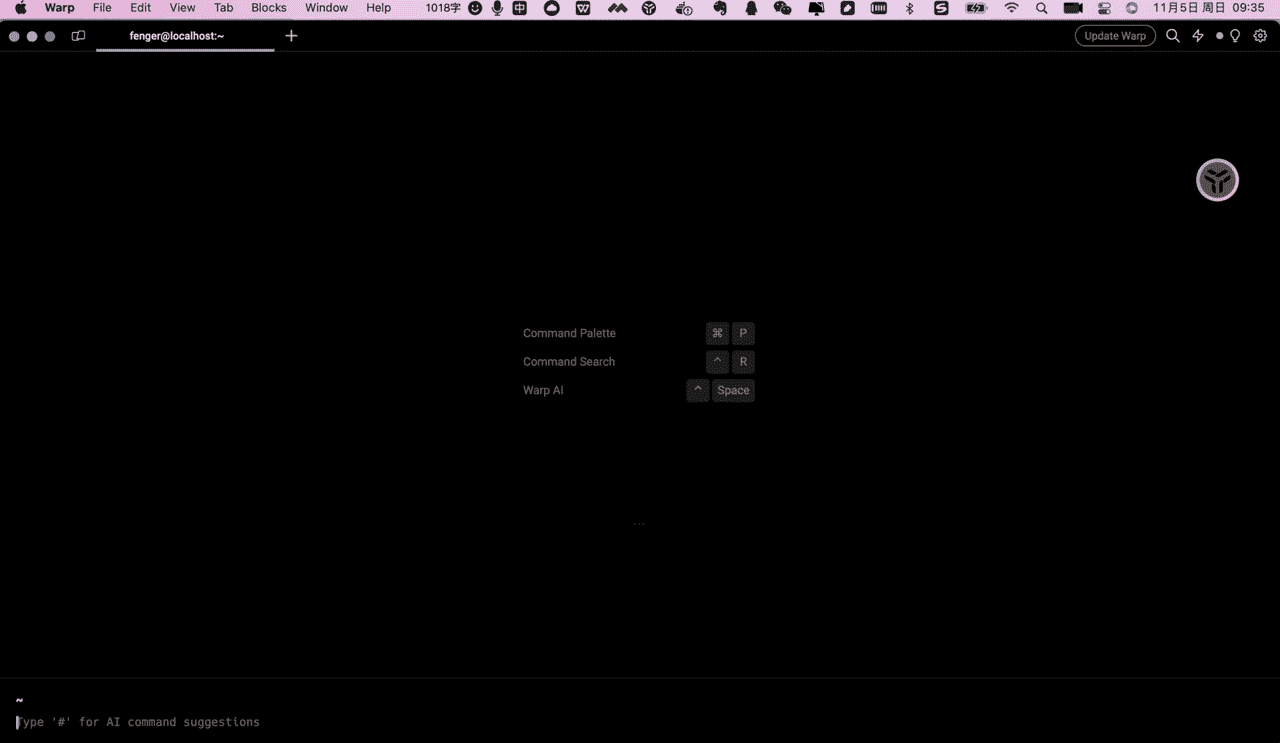 Warp File Edit View Tab Blocks Window Help 1018字 中 11月5日 周日 09:35
fenger@localhost:~ + Update Warp
Command Palette ⌘ P
Command Search ^ R
Warp AI ^ Space
...
~
Type '#' for AI command suggestions